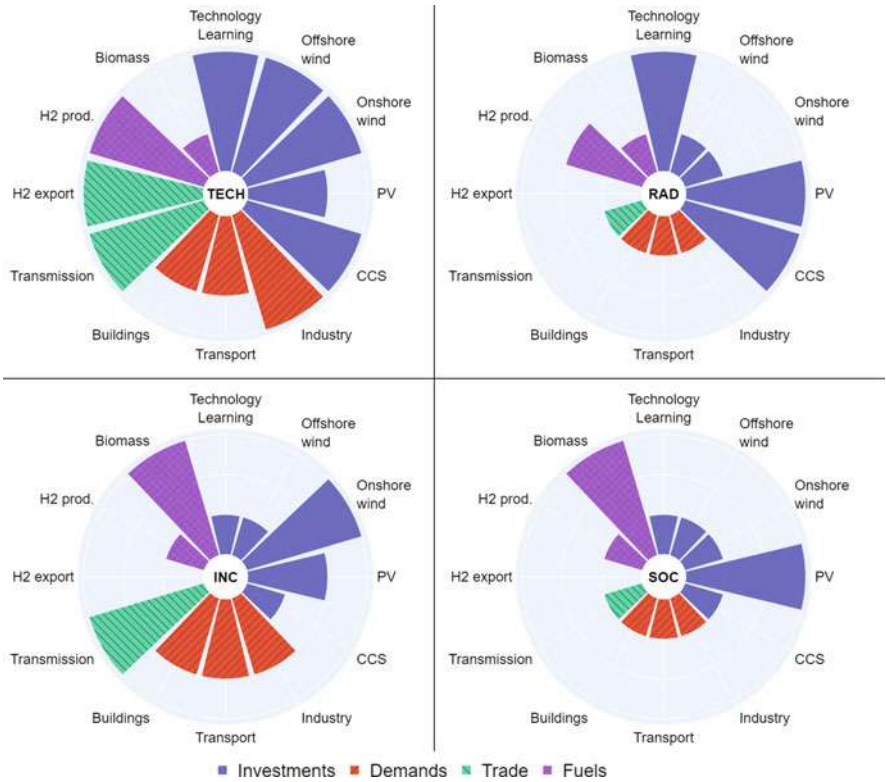 Technology
Learning
Offshore
wind
Onshore
wind
PV
CCS
Industry
Transport
Buildings
Transmission
H2 export
H2 prod.
Biomass
TECH
Technology
Learning
Offshore
wind
Onshore
wind
PV
CCS
Industry
Transport
Buildings
Transmission
H2 export
H2 prod.
Biomass
RAD
Technology
Learning
Offshore
wind
Onshore
wind
PV
CCS
Industry
Transport
Buildings
Transmission
H2 export
H2 prod.
Biomass
INC
Technology
Learning
Offshore
wind
Onshore
wind
PV
CCS
Industry
Transport
Buildings
Transmission
H2 export
H2 prod.
Biomass
SOC
Investments Demands Trade Fuels